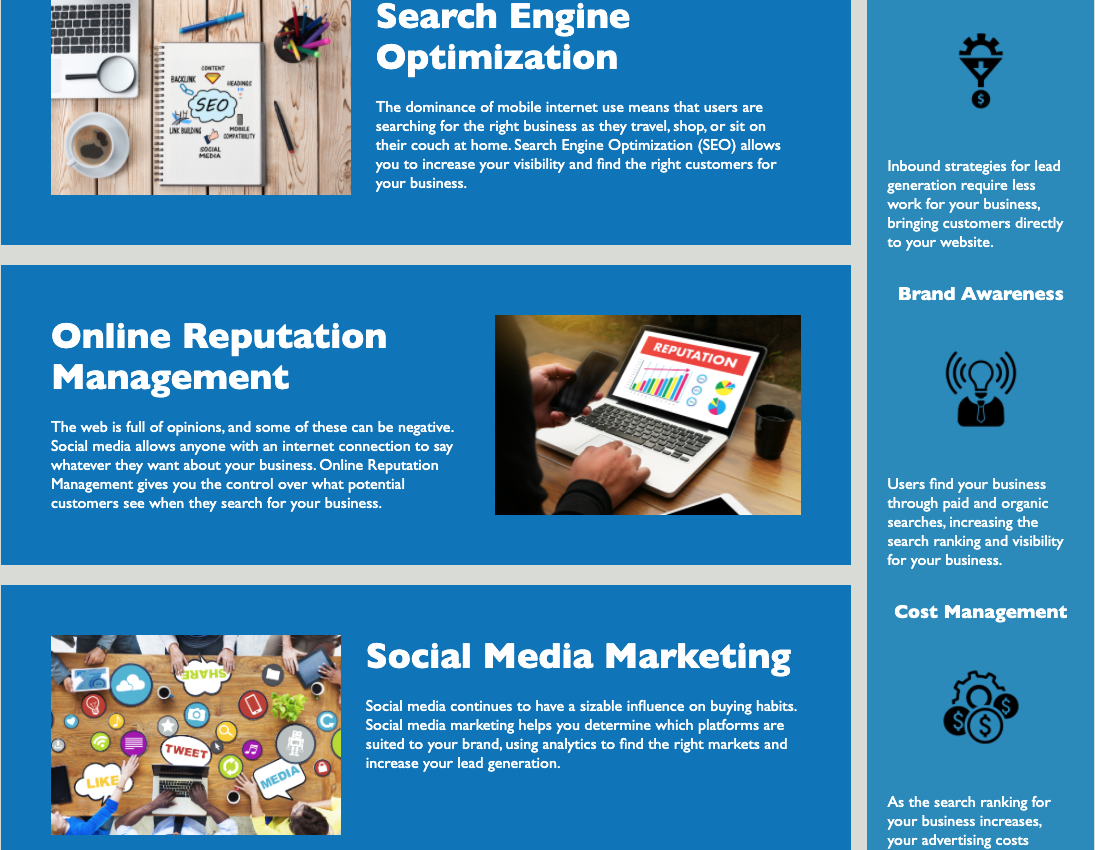 Search Engine
Optimization
The dominance of mobile internet use means that users are
searching for the right business as they travel, shop, or sit on
their couch at home. Search Engine Optimization (SEO) allows
you to increase your visibility and find the right customers for
your business.
CONTENT
BACKLINK
HEADINGS
SEO
LINK BUILDING
MOBILE
COMPATIBILITY
SOCIAL
MEDIA
Online Reputation
Management
The web is full of opinions, and some of these can be negative.
Social media allows anyone with an internet connection to say
whatever they want about your business. Online Reputation
Management gives you the control over what potential
customers see when they search for your business.
REPUTATION
Social Media Marketing
Social media continues to have a sizable influence on buying habits.
Social media marketing helps you determine which platforms are
suited to your brand, using analytics to find the right markets and
increase your lead generation.
SHARE
TWEET
LIKE
MEDIA
$
Inbound strategies for lead
generation require less
work for your business,
bringing customers directly
to your website.
Brand Awareness
Users find your business
through paid and organic
searches, increasing the
search ranking and visibility
for your business.
Cost Management
$ $ $
As the search ranking for
your business increases,
your advertising costs